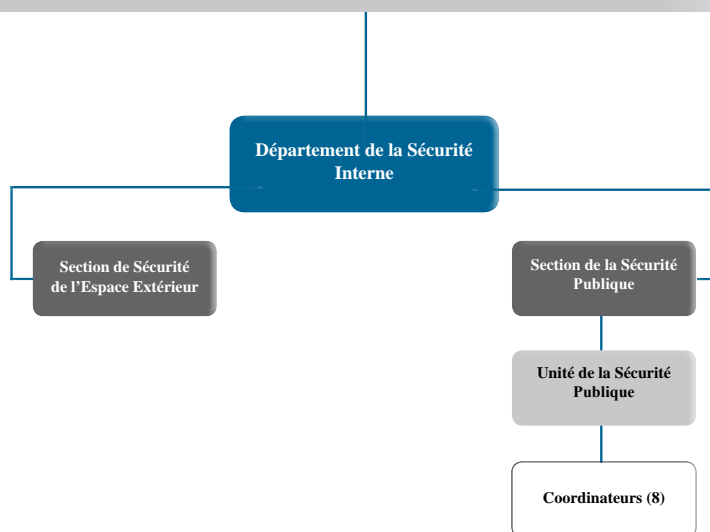 Département de la Sécurité
Interne
Section de Sécurité
de l’Espace Extérieur
Section de la Sécurité
Publique
Unité de la Sécurité
Publique
Coordinateurs (8)